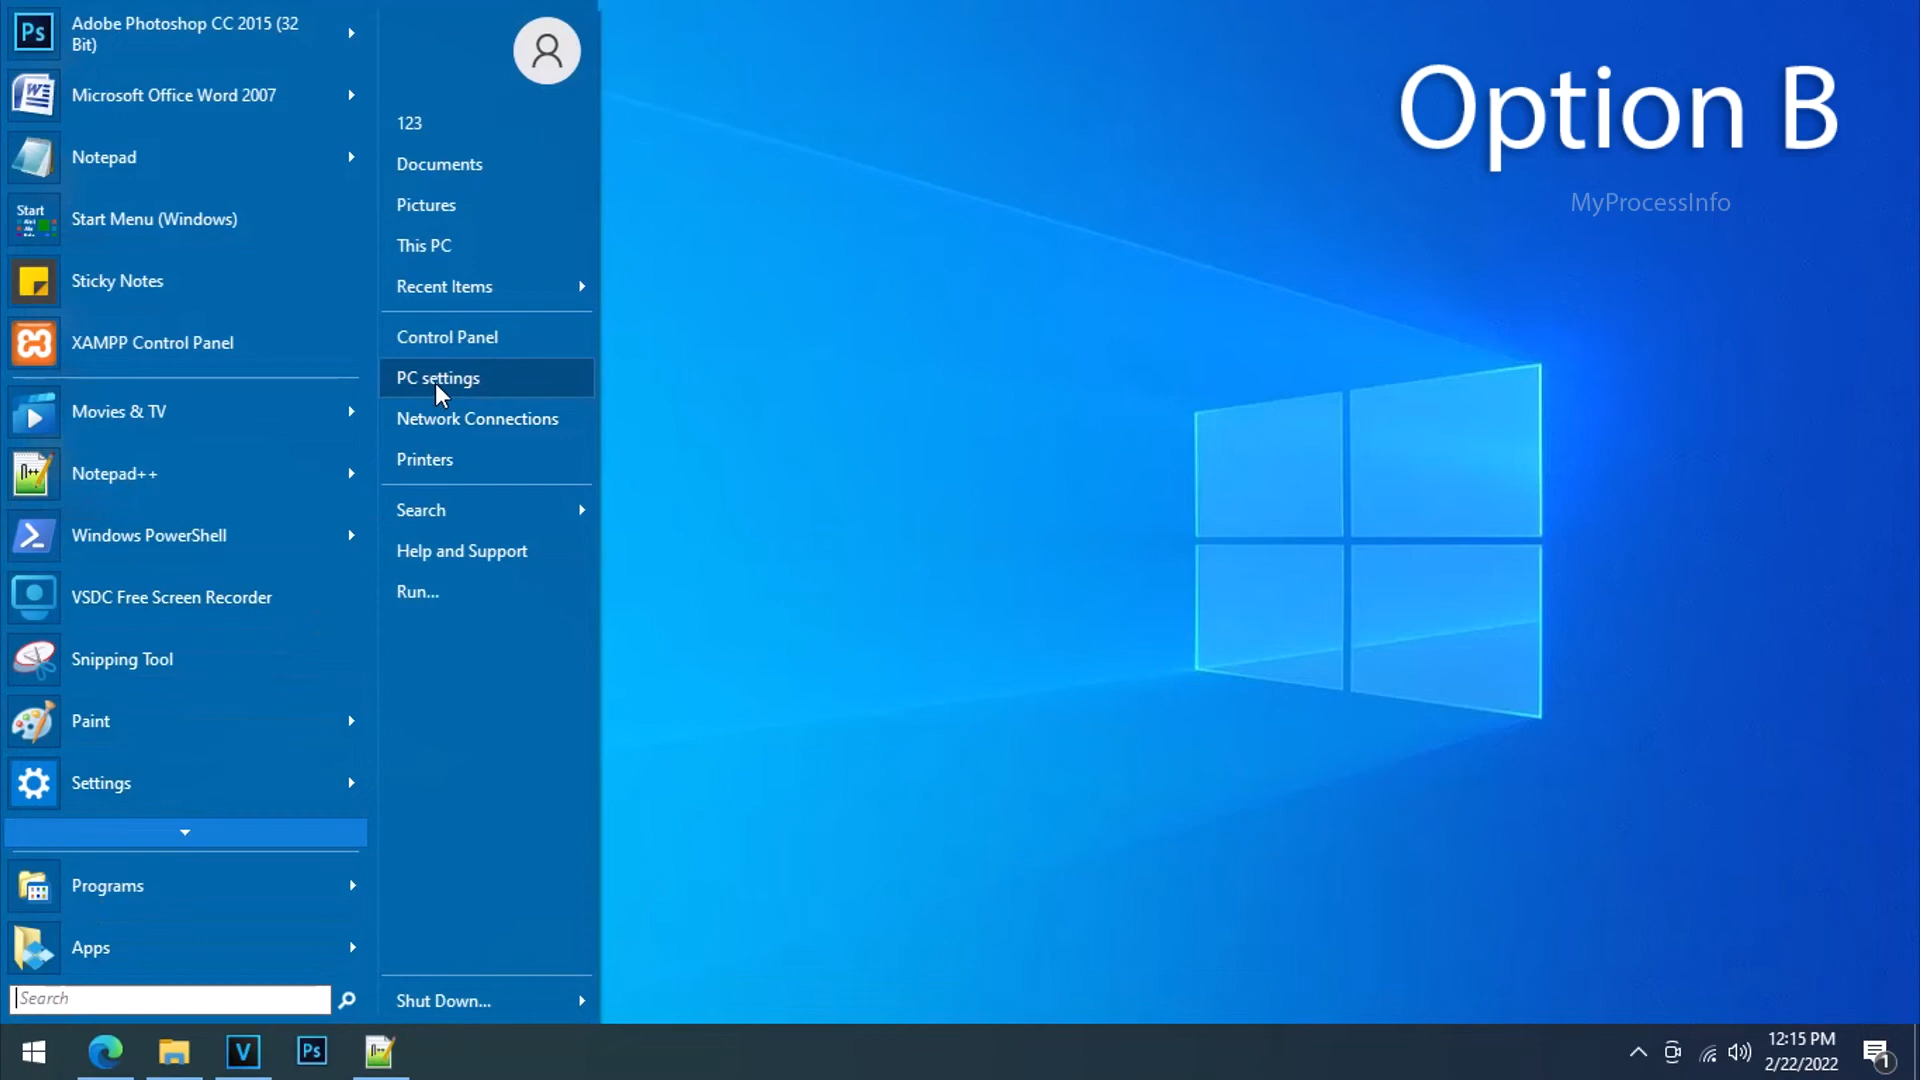 Ps
Adobe Photoshop CC 2015 (32
Bit)
Microsoft Office Word 2007
Notepad
Start
Start Menu (Windows)
Sticky Notes
XAMPP Control Panel
Movies & TV
Notepad++
Windows PowerShell
VSDC Free Screen Recorder
Snipping Tool
Paint
Settings
Programs
Apps
Search
123
Documents
Pictures
This PC
Recent Items
Control Panel
PC settings
Network Connections
Printers
Search
Help and Support
Run...
Shut Down...
Option B
MyProcessInfo
V
Ps
12:15 PM
2/22/2022
1